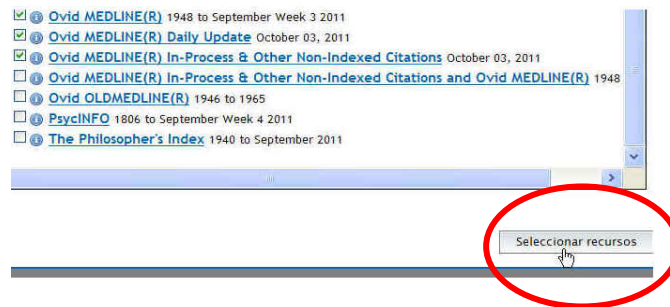 Ovid MEDLINE(R) 1948 to September Week 3 2011
Ovid MEDLINE(R) Daily Update October 03, 2011
Ovid MEDLINE(R) In-Process & Other Non-Indexed Citations October 03, 2011
Ovid MEDLINE(R) In-Process & Other Non-Indexed Citations and Ovid MEDLINE(R) 1948
Ovid OLDMEDLINE(R) 1946 to 1965
PsycINFO 1806 to September Week 4 2011
The Philosopher's Index 1940 to September 2011
Seleccionar recursos